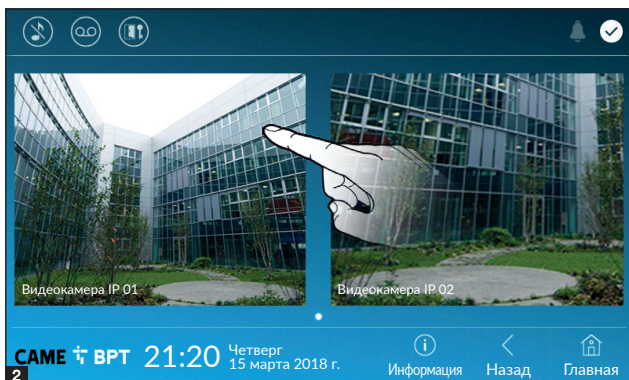 Видеокамера IP 01
Видеокамера IP 02
CAME BPT
21:20
Четверг
15 марта 2018 г.
Информация
Назад
Главная
2